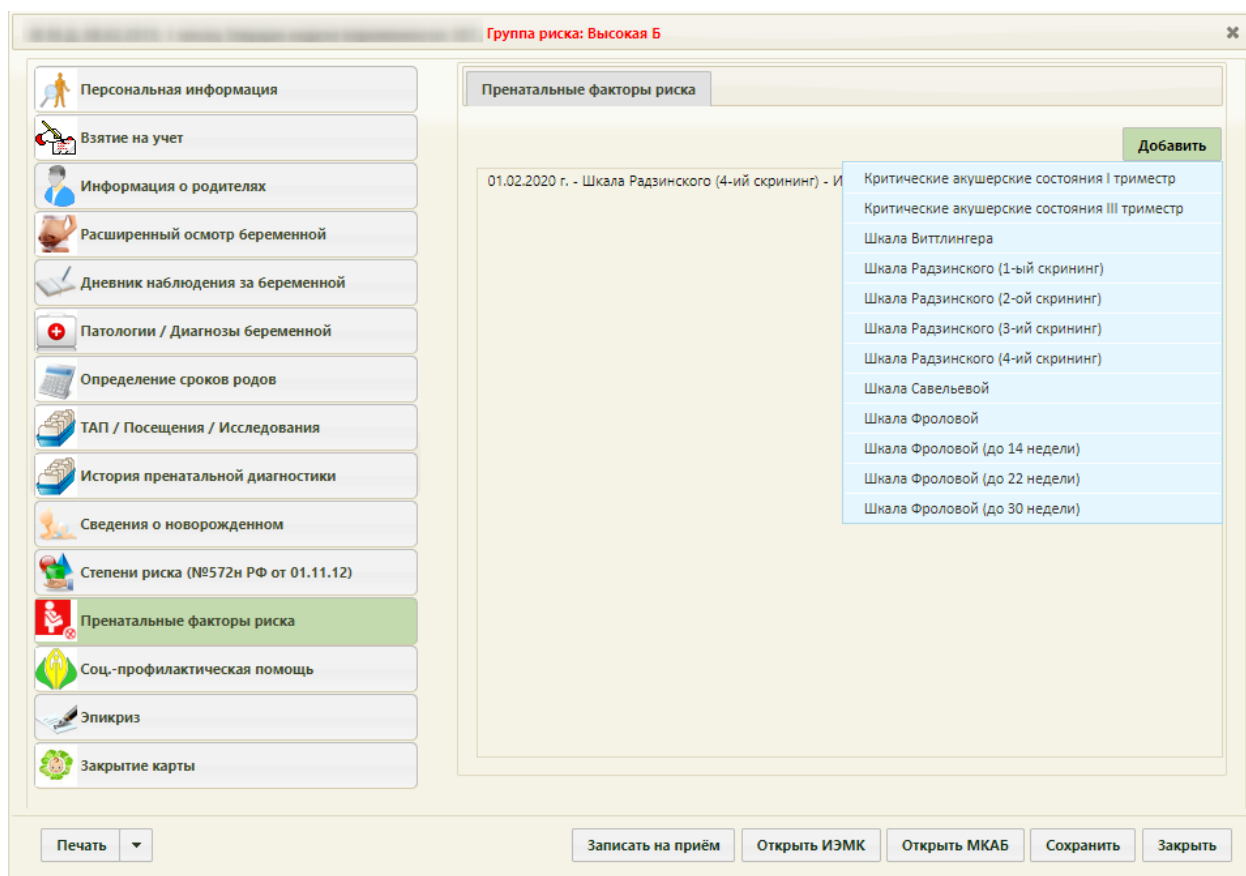 Группа риска: Высокая Б
Персональная информация
Взятие на учет
Информация о родителях
Расширенный осмотр беременной
Дневник наблюдения за беременной
Патологии / Диагнозы беременной
Определение сроков родов
ТАП / Посещения / Исследования
История пренатальной диагностики
Сведения о новорожденном
Степени риска (№572н РФ от 01.11.12)
Пренатальные факторы риска
Соц.-профилактическая помощь
Эпикриз
Закрытие карты
Пренатальные факторы риска
Добавить
01.02.2020 г. - Шкала Радзинского (4-ий скрининг) - И
Критические акушерские состояния I триместр
Критические акушерские состояния III триместр
Шкала Виттлингера
Шкала Радзинского (1-ый скрининг)
Шкала Радзинского (2-ой скрининг)
Шкала Радзинского (3-ий скрининг)
Шкала Радзинского (4-ий скрининг)
Шкала Савельевой
Шкала Фроловой
Шкала Фроловой (до 14 недели)
Шкала Фроловой (до 22 недели)
Шкала Фроловой (до 30 недели)
Печать
Записать на приём
Открыть ИЭМК
Открыть МКАБ
Сохранить
Закрыть